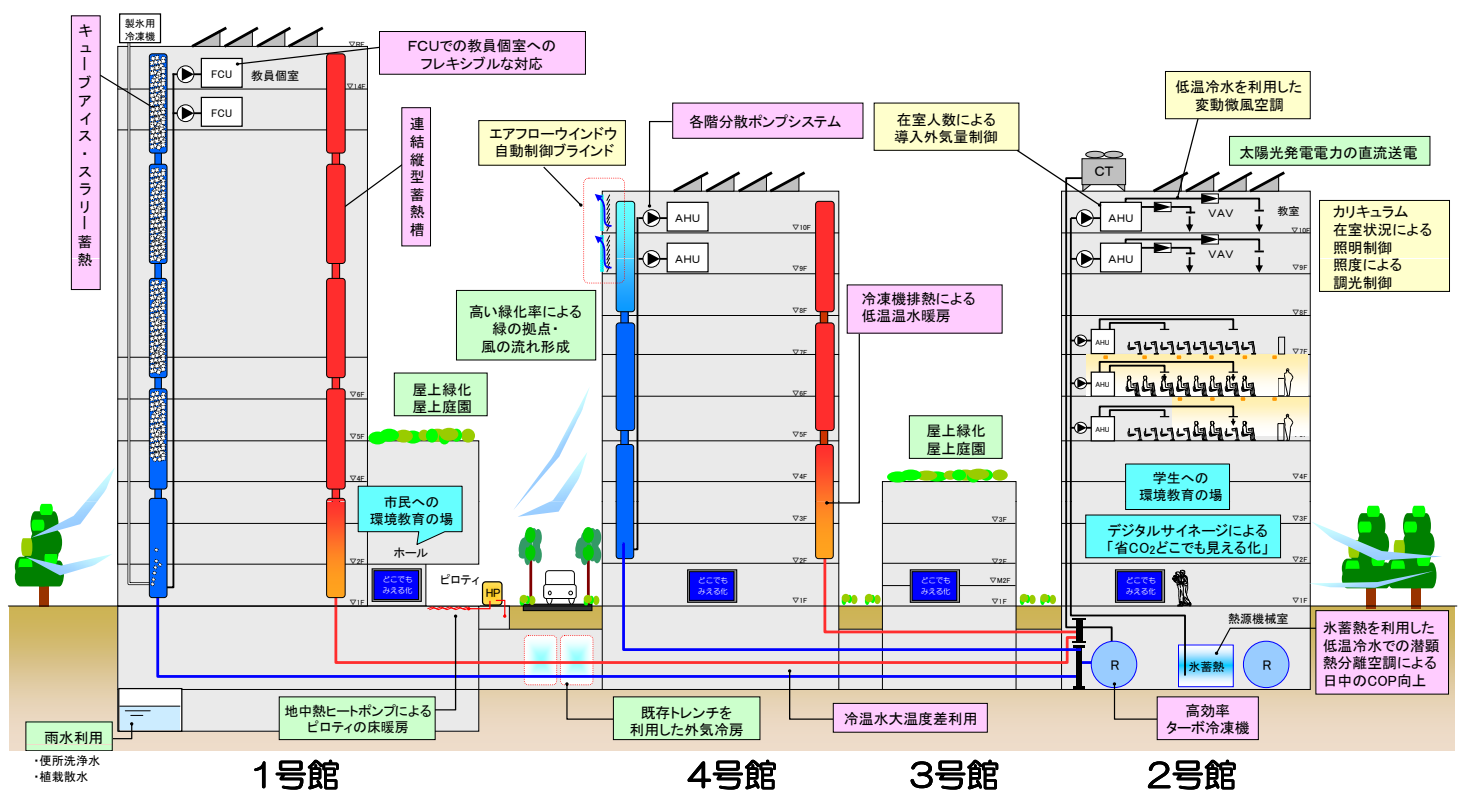 製氷用
冷凍機
キューブアイス・スラリー蓄熱
FCU
教員個室
FCU
FCUでの教員個室への
フレキシブルな対応
▽RF
▽14F
連結縦型蓄熱槽
▽6F
▽5F
▽4F
▽3F
▽2F
▽1F
屋上緑化
屋上庭園
市民への
環境教育の場
ホール
どこでも
みえる化
ピロティ
HP
雨水利用
・便所洗浄水
・植栽散水
地中熱ヒートポンプによる
ピロティの床暖房
1号館
エアフローウインドウ
自動制御ブラインド
各階分散ポンプシステム
高い緑化率による
緑の拠点・
風の流れ形成
AHU
AHU
▽10F
▽9F
▽8F
▽7F
▽6F
▽5F
▽4F
▽3F
▽2F
▽1F
冷凍機排熱による
低温温水暖房
どこでも
みえる化
既存トレンチを
利用した外気冷房
冷温水大温度差利用
4号館
屋上緑化
屋上庭園
▽3F
▽2F
▽M2F
▽1F
どこでも
みえる化
3号館
在室人数による
導入外気量制御
低温冷水を利用した
変動微風空調
太陽光発電電力の直流送電
CT
AHU
VAV
教室
▽10F
AHU
VAV
▽9F
カリキュラム
在室状況による
照明制御
照度による
調光制御
▽8F
AHU
▽7F
AHU
AHU
学生への
環境教育の場
▽4F
デジタルサイネージによる
「省CO₂どこでも見える化」
▽3F
▽2F
どこでも
みえる化
▽1F
熱源機械室
R
氷蓄熱
R
氷蓄熱を利用した
低温冷水での潜顕
熱分離空調による
日中のCOP向上
高効率
ターボ冷凍機
2号館